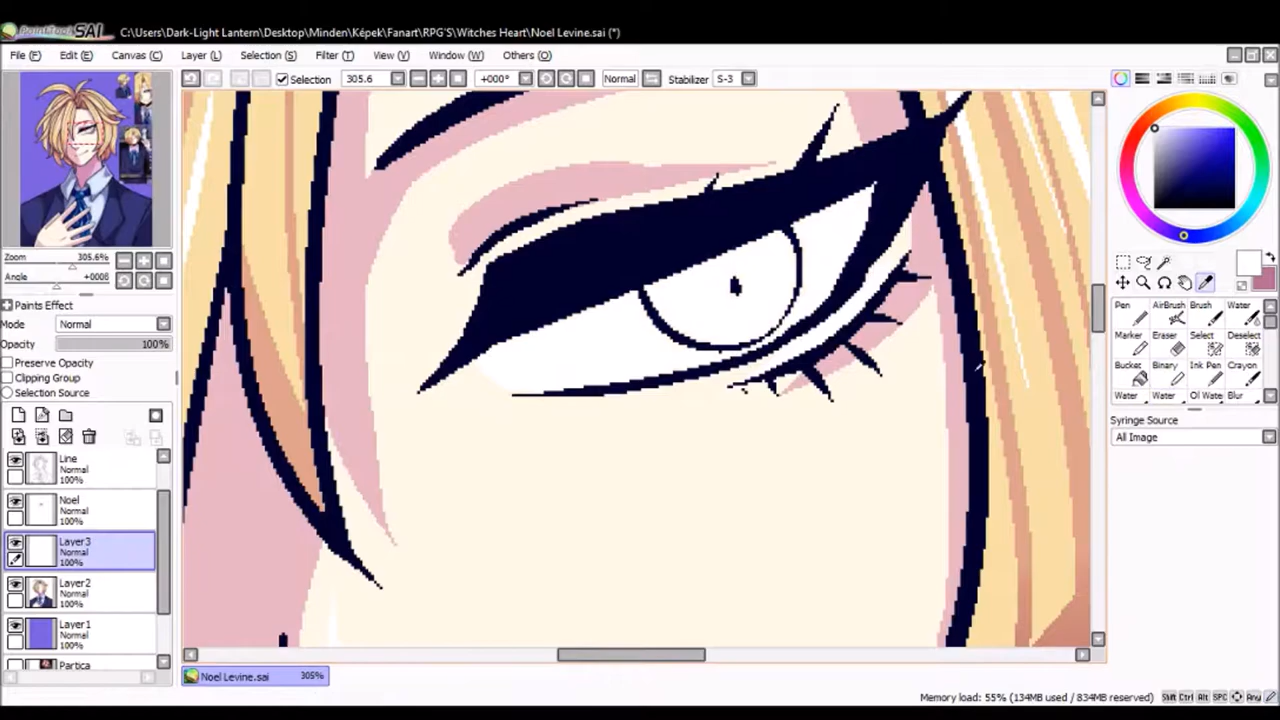 PaintTool SAI C:\Users\Dark-Light Lantern\Desktop\Minden\Képek\Fanart\RPG'S\Witches Heart\Noel Levine.sai (*)
File (F) Edit (E) Canvas (C) Layer (L) Selection (S) Filter (T) View (V) Window (W) Others (O)
Selection 305.6 +000° Normal Stabilizer S-3
Zoom 305.6%
Angle +000ß
Paints Effect
Mode Normal
Opacity 100%
Preserve Opacity
Clipping Group
Selection Source
Line
Normal
100%
Noel
Normal
100%
Layer3
Normal
100%
Layer2
Normal
100%
Layer1
Normal
100%
Partica
Pen AirBrush Brush Water
Marker Eraser Select Deselect
Bucket Binary Ink Pen Crayon
Water Water Oil Water Blur
Syringe Source
All Image
Noel Levine.sai 305%
Memory load: 55% (134MB used / 834MB reserved) Shift Ctrl Alt SPC Any